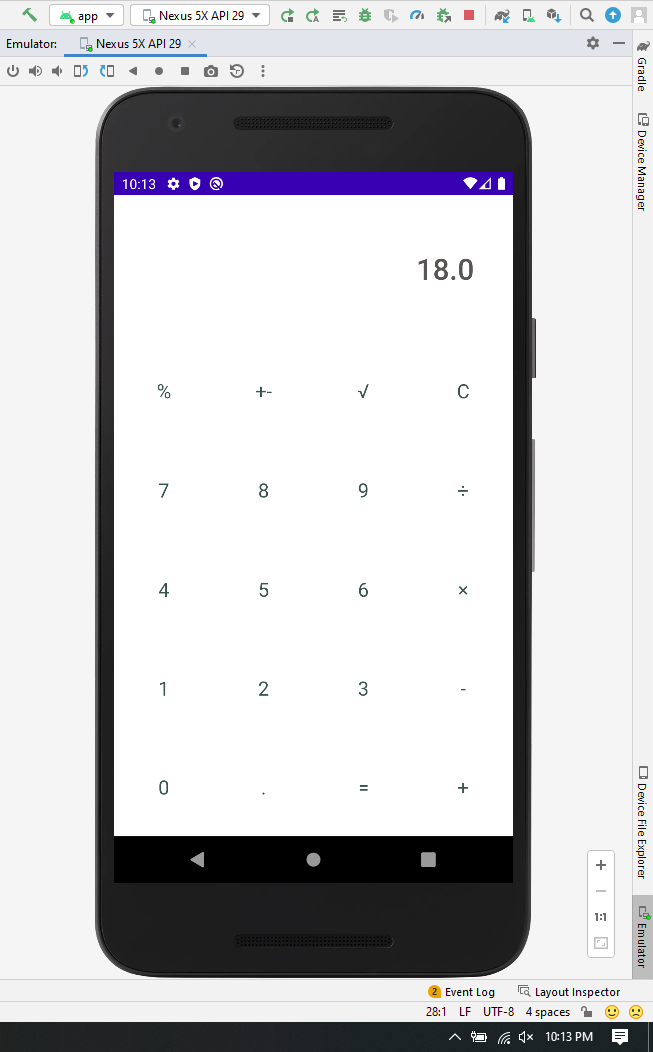 app Nexus 5X API 29
Emulator: Nexus 5X API 29
Gradle
Device Manager
10:13
18.0
% +- √ C
7 8 9 ÷
4 5 6 ×
1 2 3 -
0 . = +
Device File Explorer
1:1
Emulator
2 Event Log Layout Inspector
28:1 LF UTF-8 4 spaces
10:13 PM